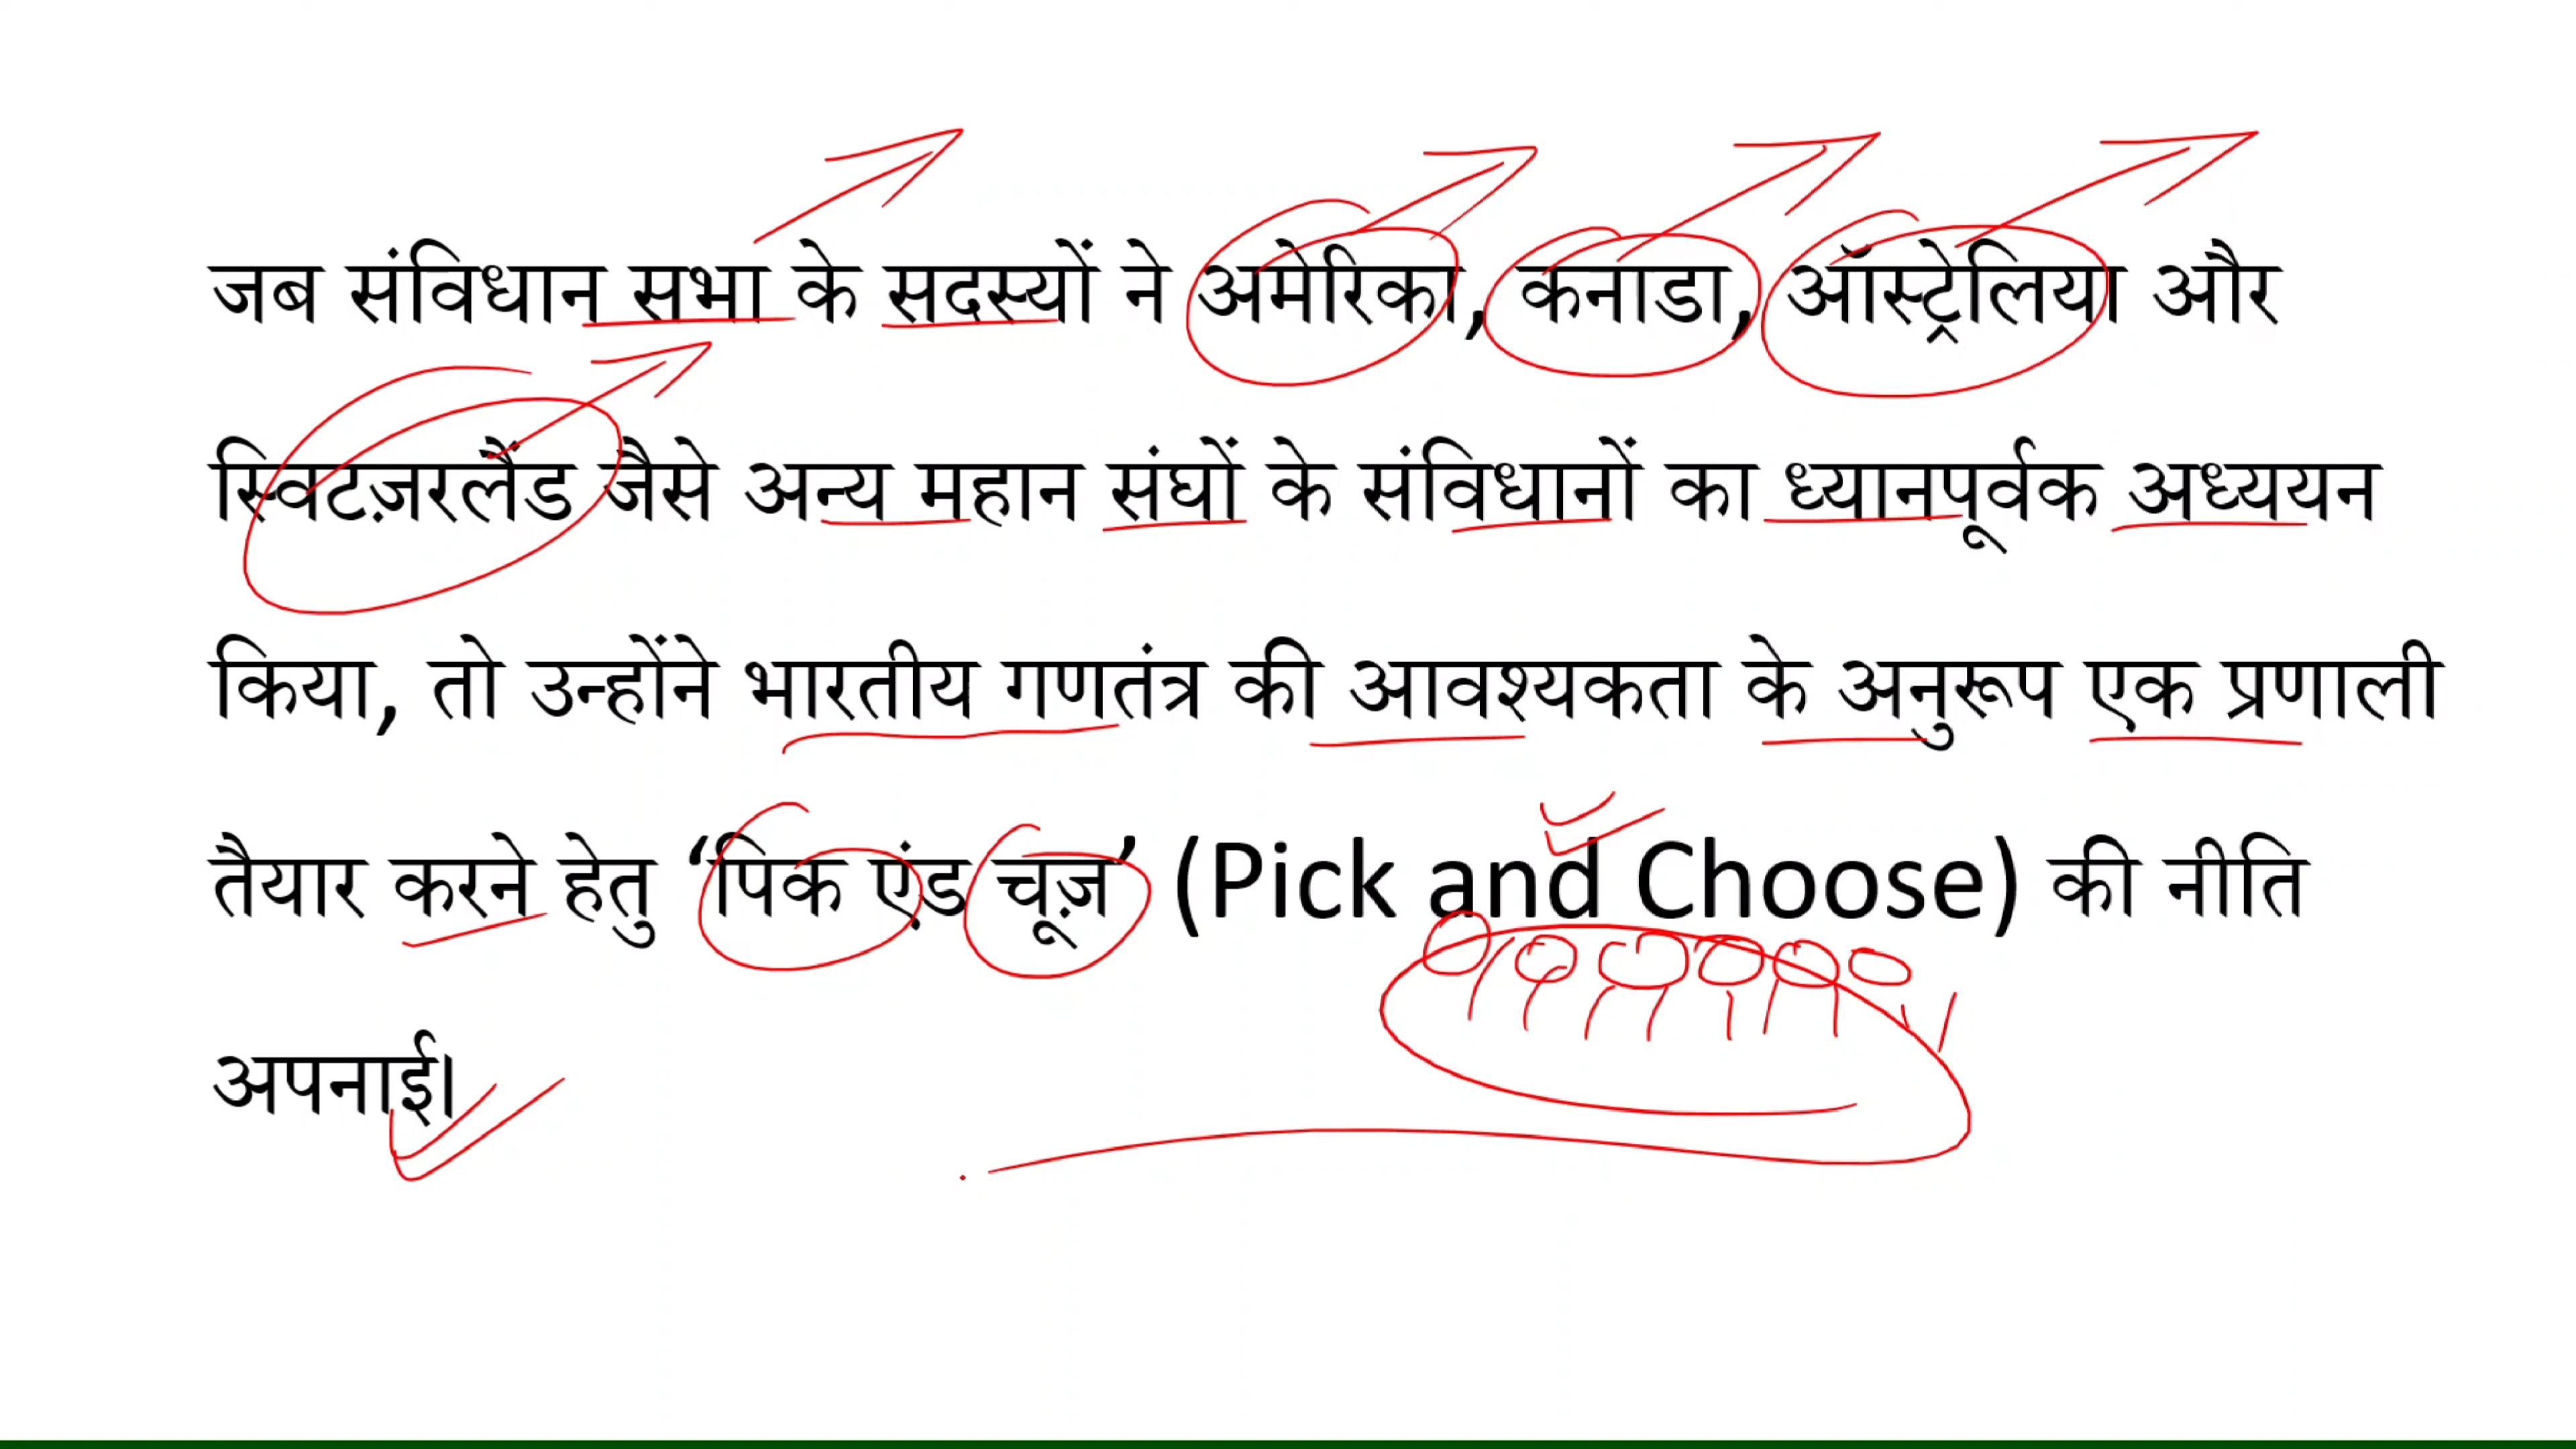 जब संविधान सभा के सदस्यों ने अमेरिका, कनाडा, ऑस्ट्रेलिया और
स्विटज़रलैंड जैसे अन्य महान संघों के संविधानों का ध्यानपूर्वक अध्ययन
किया, तो उन्होंने भारतीय गणतंत्र की आवश्यकता के अनुरूप एक प्रणाली
तैयार करने हेतु ‘पिक एंड चूज़’ (Pick and Choose) की नीति
अपनाई।